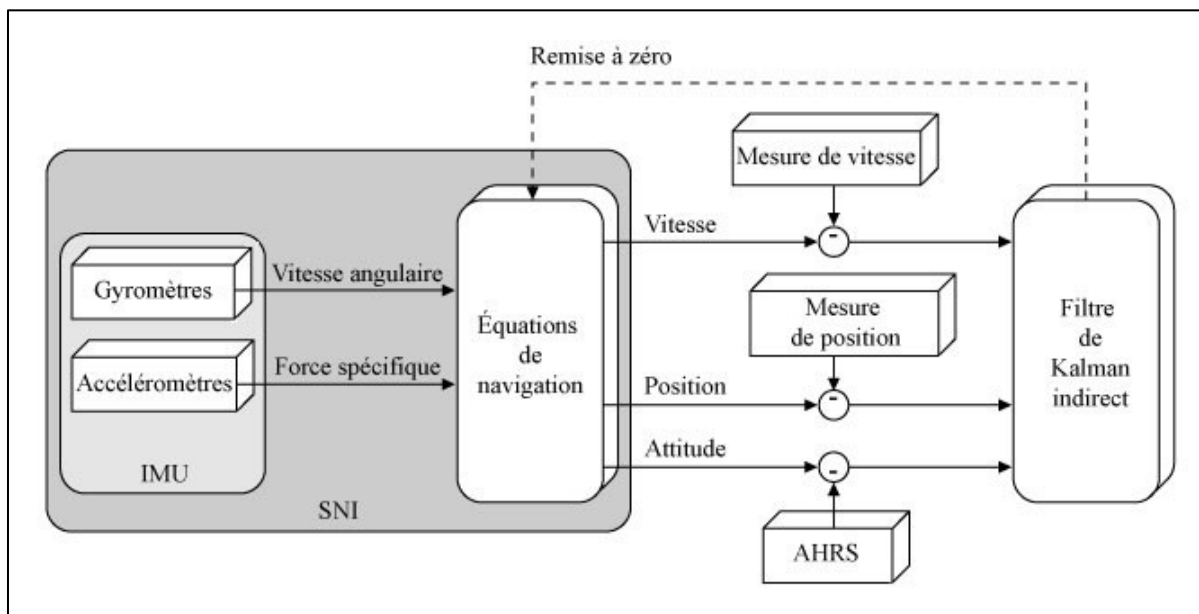 Remise à zéro
Mesure de vitesse
Vitesse
Vitesse angulaire
Gyromètres
Mesure
de position
Équations
de
navigation
Filtre
de
Kalman
indirect
Force spécifique
Accéléromètres
Position
Attitude
IMU
SNI
AHRS
-
-
-